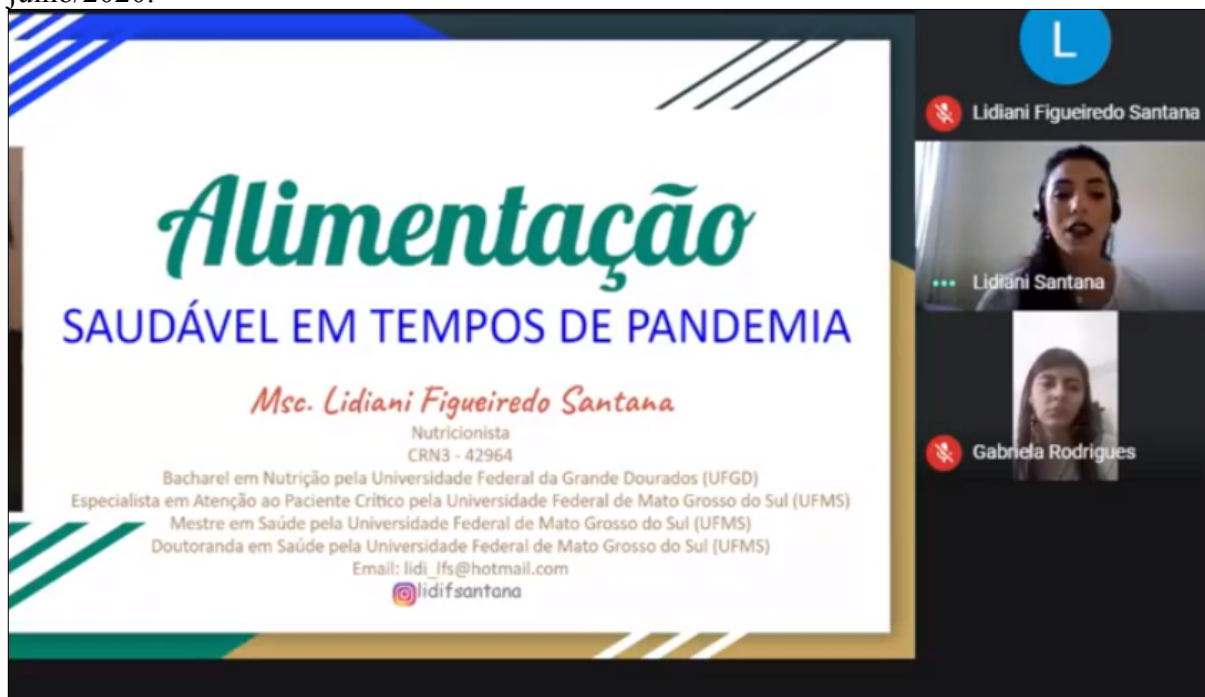 junho/2020.
Alimentação
SAUDÁVEL EM TEMPOS DE PANDEMIA
Msc. Lidiani Figueiredo Santana
Nutricionista
CRN3 - 42964
Bacharel em Nutrição pela Universidade Federal da Grande Dourados (UFGD)
Especialista em Atenção ao Paciente Crítico pela Universidade Federal de Mato Grosso do Sul (UFMS)
Mestre em Saúde pela Universidade Federal de Mato Grosso do Sul (UFMS)
Doutoranda em Saúde pela Universidade Federal de Mato Grosso do Sul (UFMS)
Email: lidi_lfs@hotmail.com
lidifsantana
L
Lidiani Figueiredo Santana
Lidiani Santana
Gabriela Rodrigues